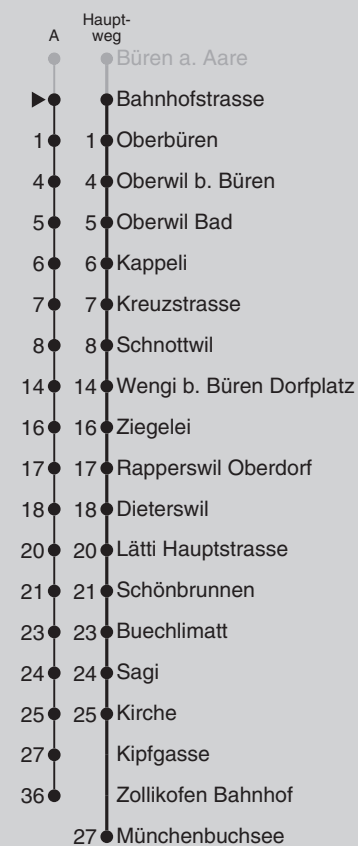 A Haupt-
weg
Büren a. Aare
Bahnhofstrasse
1 1 Oberbüren
4 4 Oberwil b. Büren
5 5 Oberwil Bad
6 6 Kappeli
7 7 Kreuzstrasse
8 8 Schnottwil
14 14 Wengi b. Büren Dorfplatz
16 16 Ziegelei
17 17 Rapperswil Oberdorf
18 18 Dieterswil
20 20 Lätti Hauptstrasse
21 21 Schönbrunnen
23 23 Buechlimatt
24 24 Sagi
25 25 Kirche
27 Kipfgasse
36 Zollikofen Bahnhof
27 Münchenbuchsee